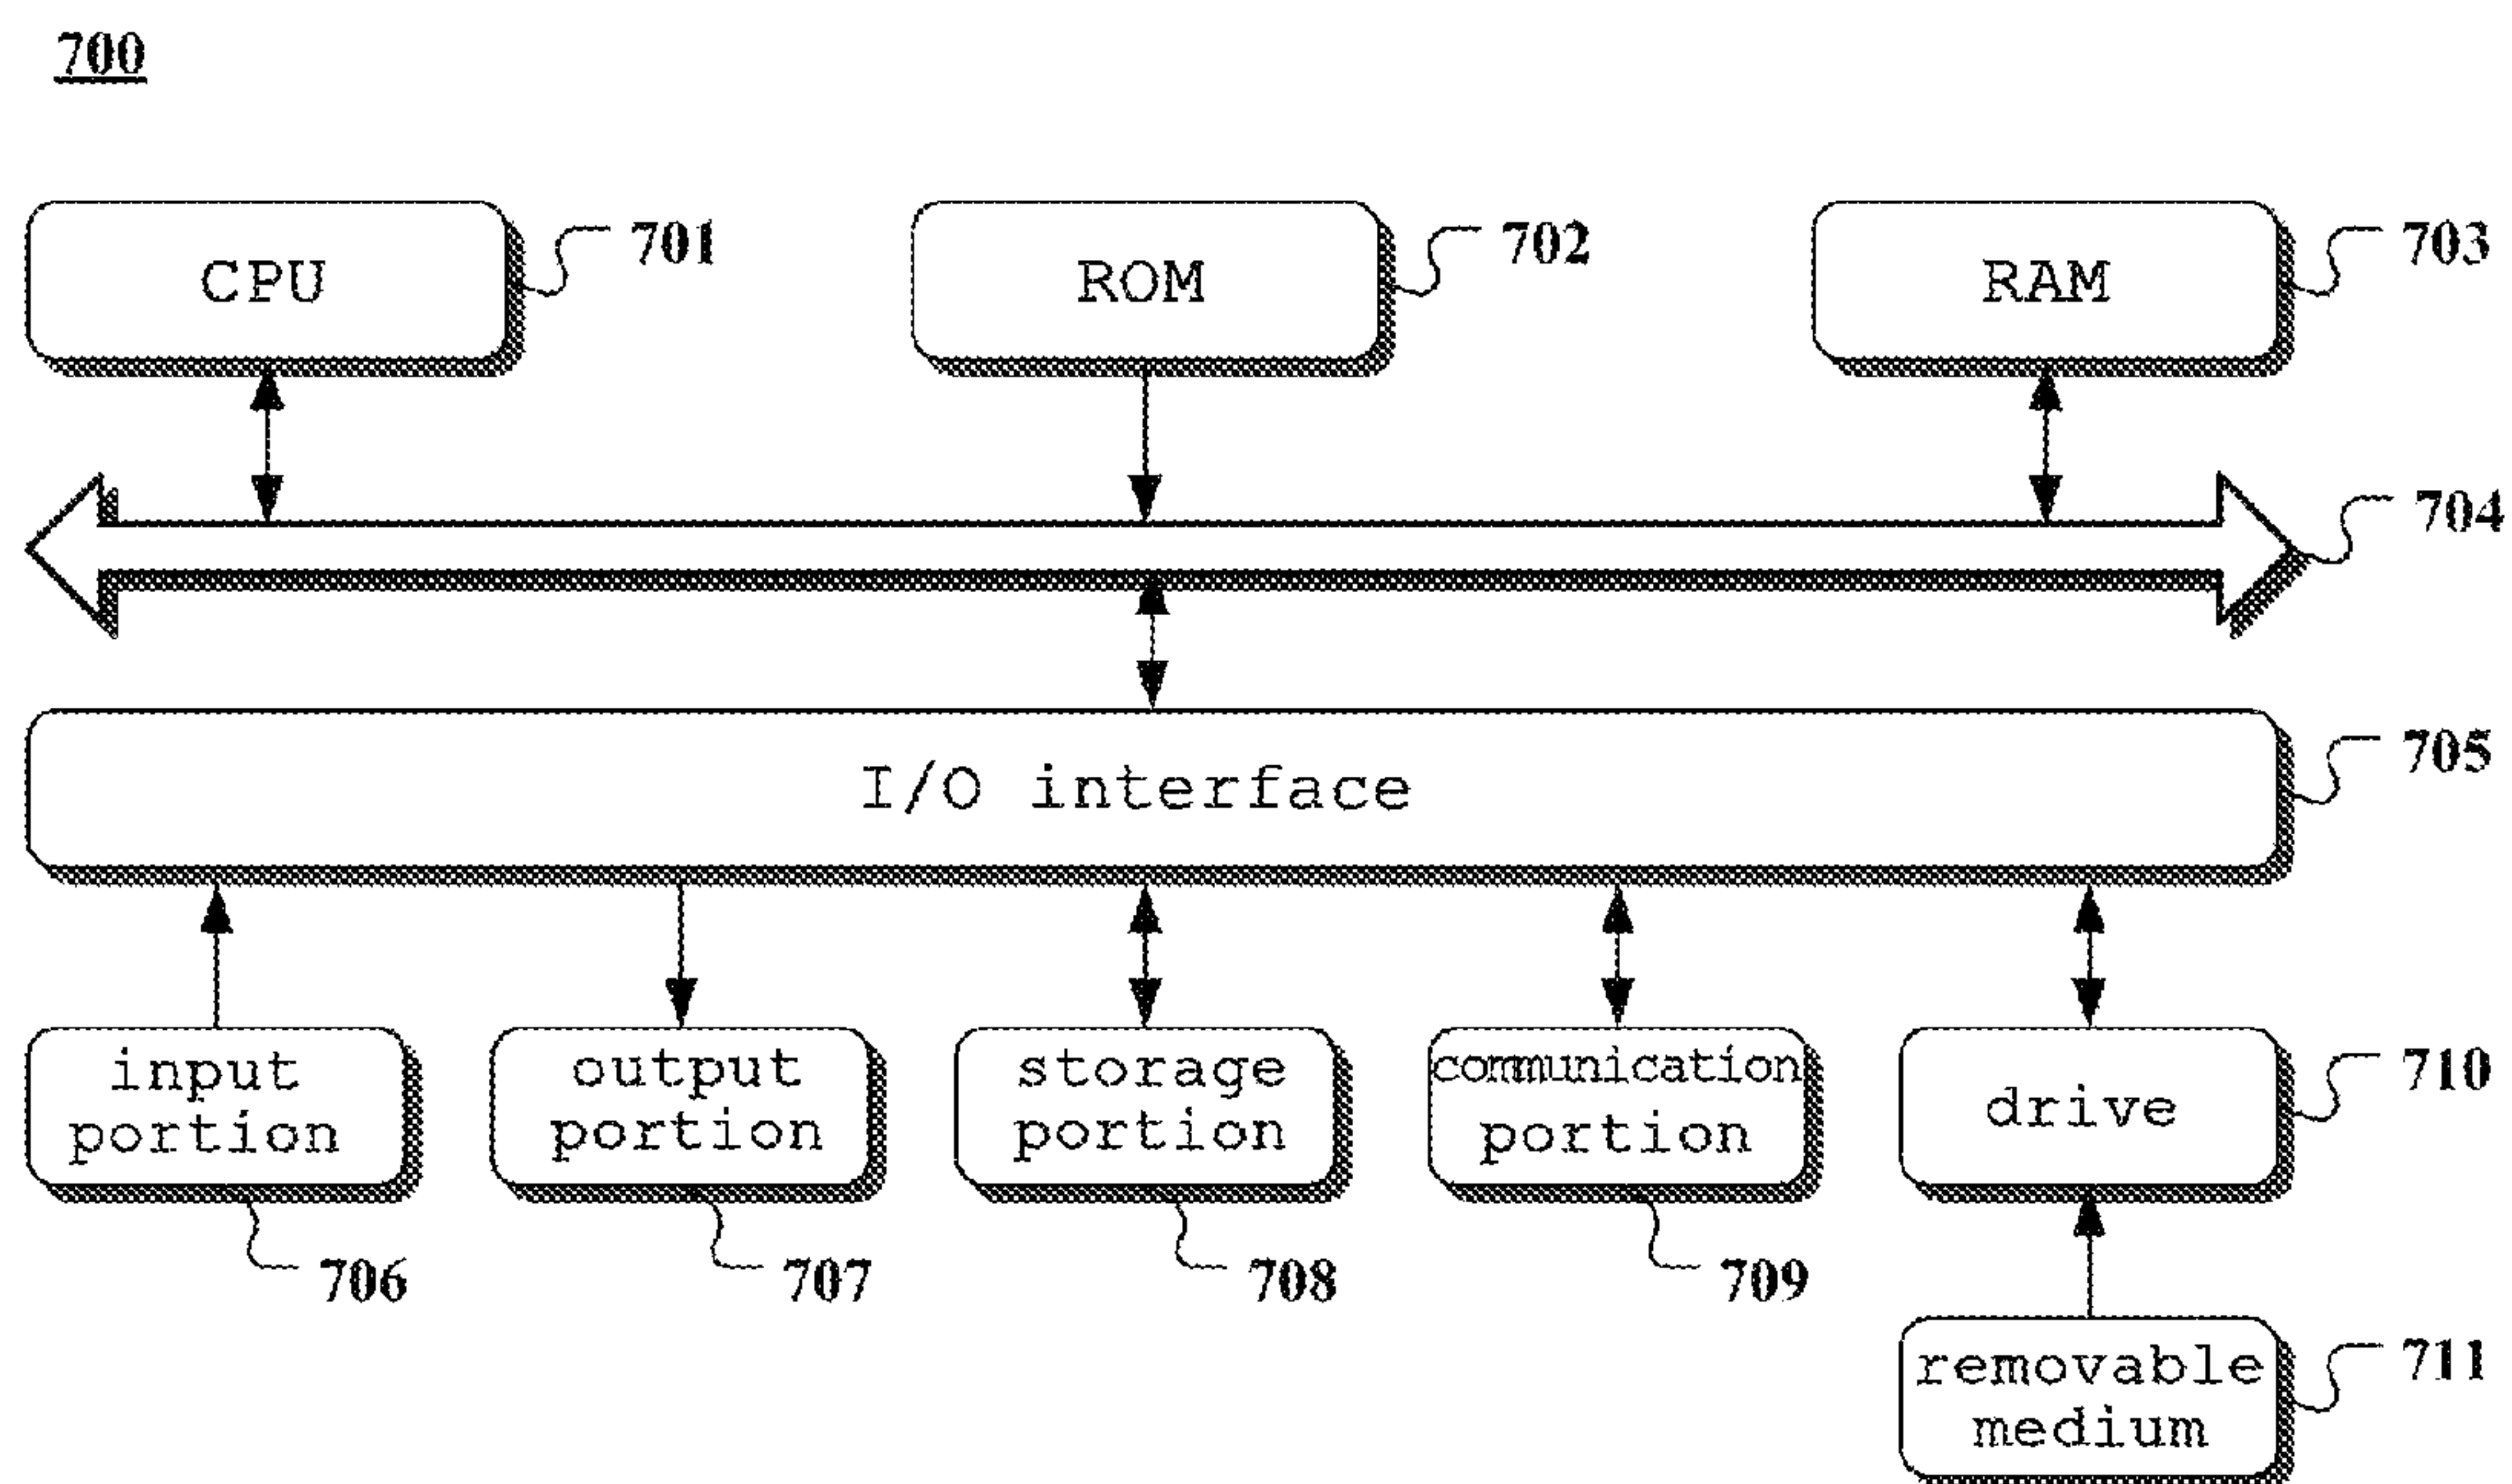 700
CPU
701
ROM
702
RAM
703
704
I/O interface
705
input
portion
706
output
portion
707
storage
portion
708
communication
portion
709
drive
710
removable
medium
711